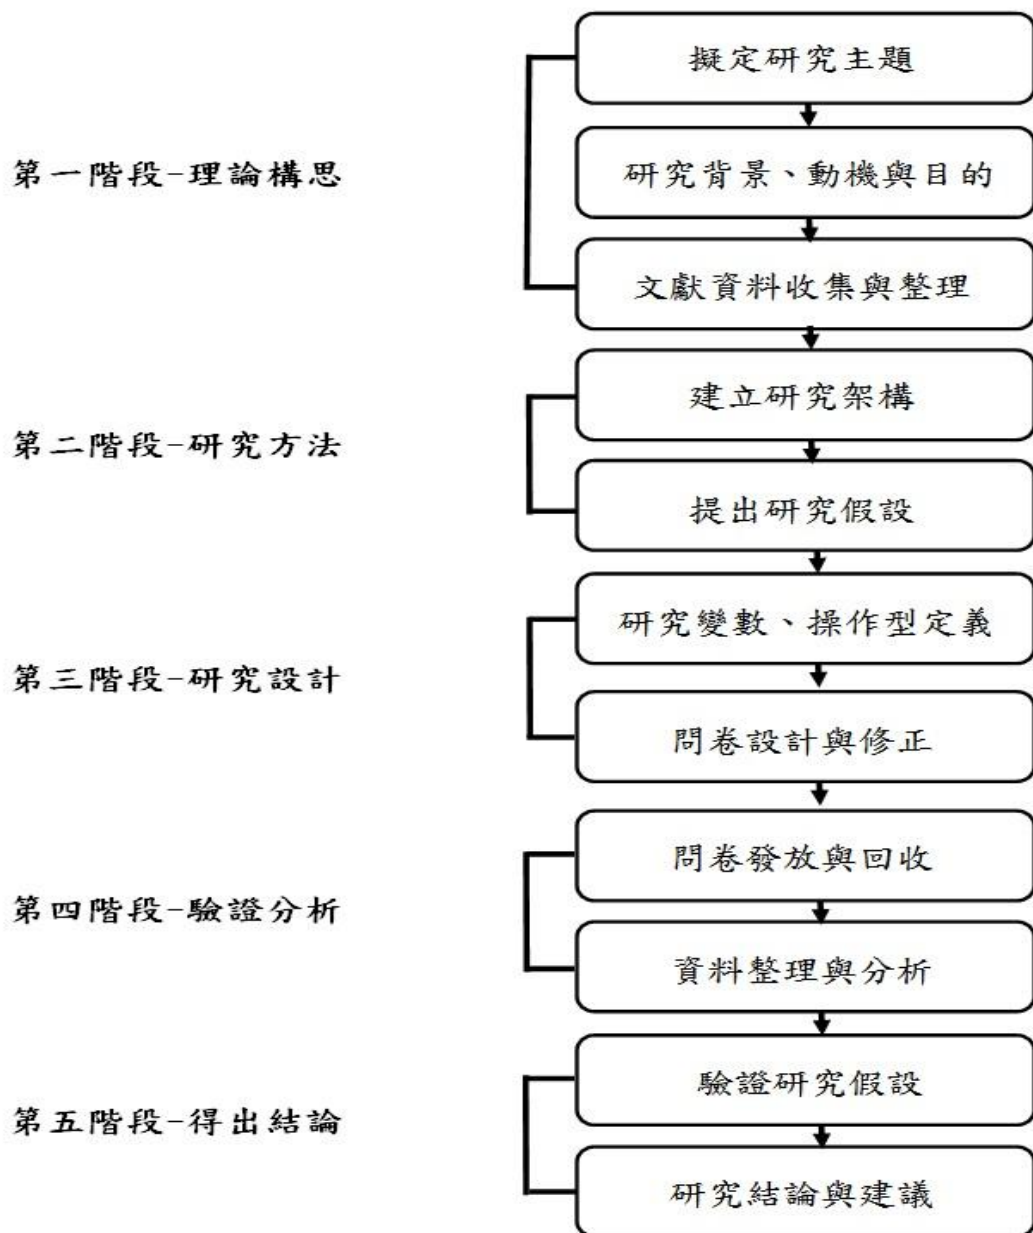 擬定研究主題
研究背景、動機與目的
第一階段-理論構思
文獻資料收集與整理
建立研究架構
第二階段-研究方法
提出研究假設
研究變數、操作型定義
第三階段-研究設計
問卷設計與修正
問卷發放與回收
第四階段-驗證分析
資料整理與分析
驗證研究假設
第五階段-得出結論
研究結論與建議